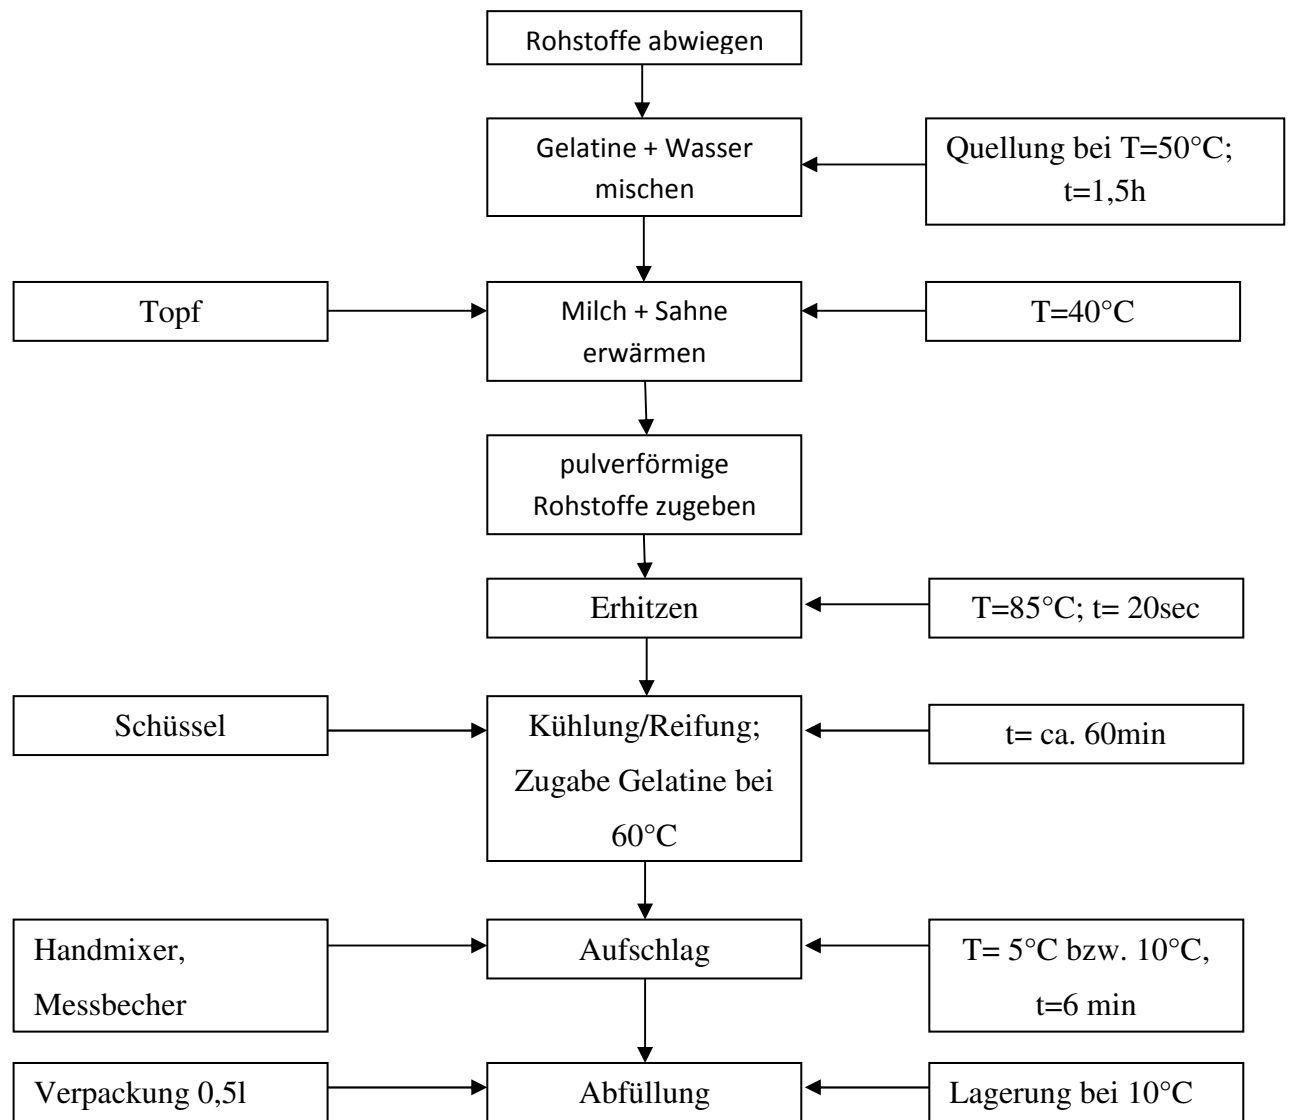 Rohstoffe abwiegen
Gelatine + Wasser
mischen
Quellung bei T=50°C;
t=1,5h
Topf
Milch + Sahne
erwärmen
T=40°C
pulverförmige
Rohstoffe zugeben
Erhitzen
T=85°C; t= 20sec
Schüssel
Kühlung/Reifung;
Zugabe Gelatine bei
60°C
t= ca. 60min
Handmixer,
Messbecher
Aufschlag
T= 5°C bzw. 10°C,
t=6 min
Verpackung 0,5l
Abfüllung
Lagerung bei 10°C